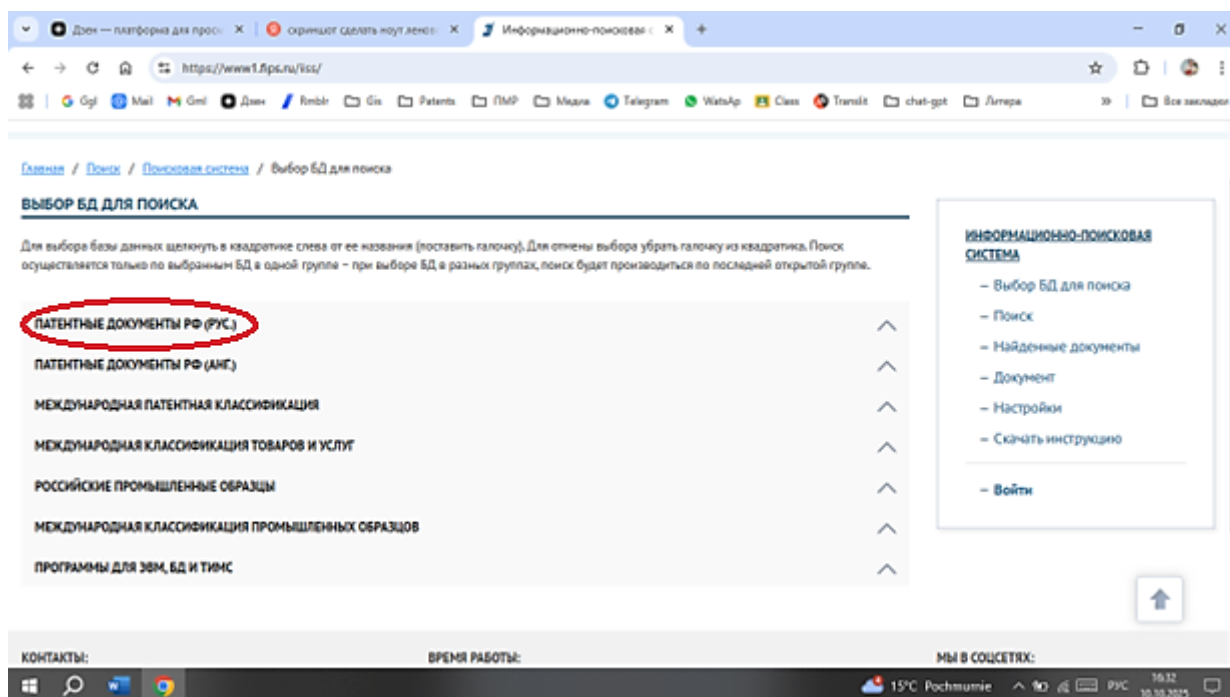 Дзен — платформа для просм
скриншот сделать ноут ленов
Информационно-поисковая с
https://www1.fips.ru/iiss/
Ggl Mail Gml Дзен Rmblr Gis Patents ПМР Медиа Telegram WatsAp Class Translit chat-gpt Литера » Все закладки
Главная / Поиск / Поисковая система / Выбор БД для поиска
ВЫБОР БД ДЛЯ ПОИСКА
Для выбора базы данных щелкнуть в квадратике слева от ее названия (поставить галочку). Для отмены выбора убрать галочку из квадратика. Поиск
осуществляется только по выбранным БД в одной группе – при выборе БД в разных группах, поиск будет производиться по последней открытой группе.
ПАТЕНТНЫЕ ДОКУМЕНТЫ РФ (РУС.)
ПАТЕНТНЫЕ ДОКУМЕНТЫ РФ (АНГ.)
МЕЖДУНАРОДНАЯ ПАТЕНТНАЯ КЛАССИФИКАЦИЯ
МЕЖДУНАРОДНАЯ КЛАССИФИКАЦИЯ ТОВАРОВ И УСЛУГ
РОССИЙСКИЕ ПРОМЫШЛЕННЫЕ ОБРАЗЦЫ
МЕЖДУНАРОДНАЯ КЛАССИФИКАЦИЯ ПРОМЫШЛЕННЫХ ОБРАЗЦОВ
ПРОГРАММЫ ДЛЯ ЭВМ, БД И ТИМС
ИНФОРМАЦИОННО-ПОИСКОВАЯ
СИСТЕМА
– Выбор БД для поиска
– Поиск
– Найденные документы
– Документ
– Настройки
– Скачать инструкцию
– Войти
КОНТАКТЫ:
ВРЕМЯ РАБОТЫ:
МЫ В СОЦСЕТЯХ:
15°C Pochmurnie
РУС
16:32